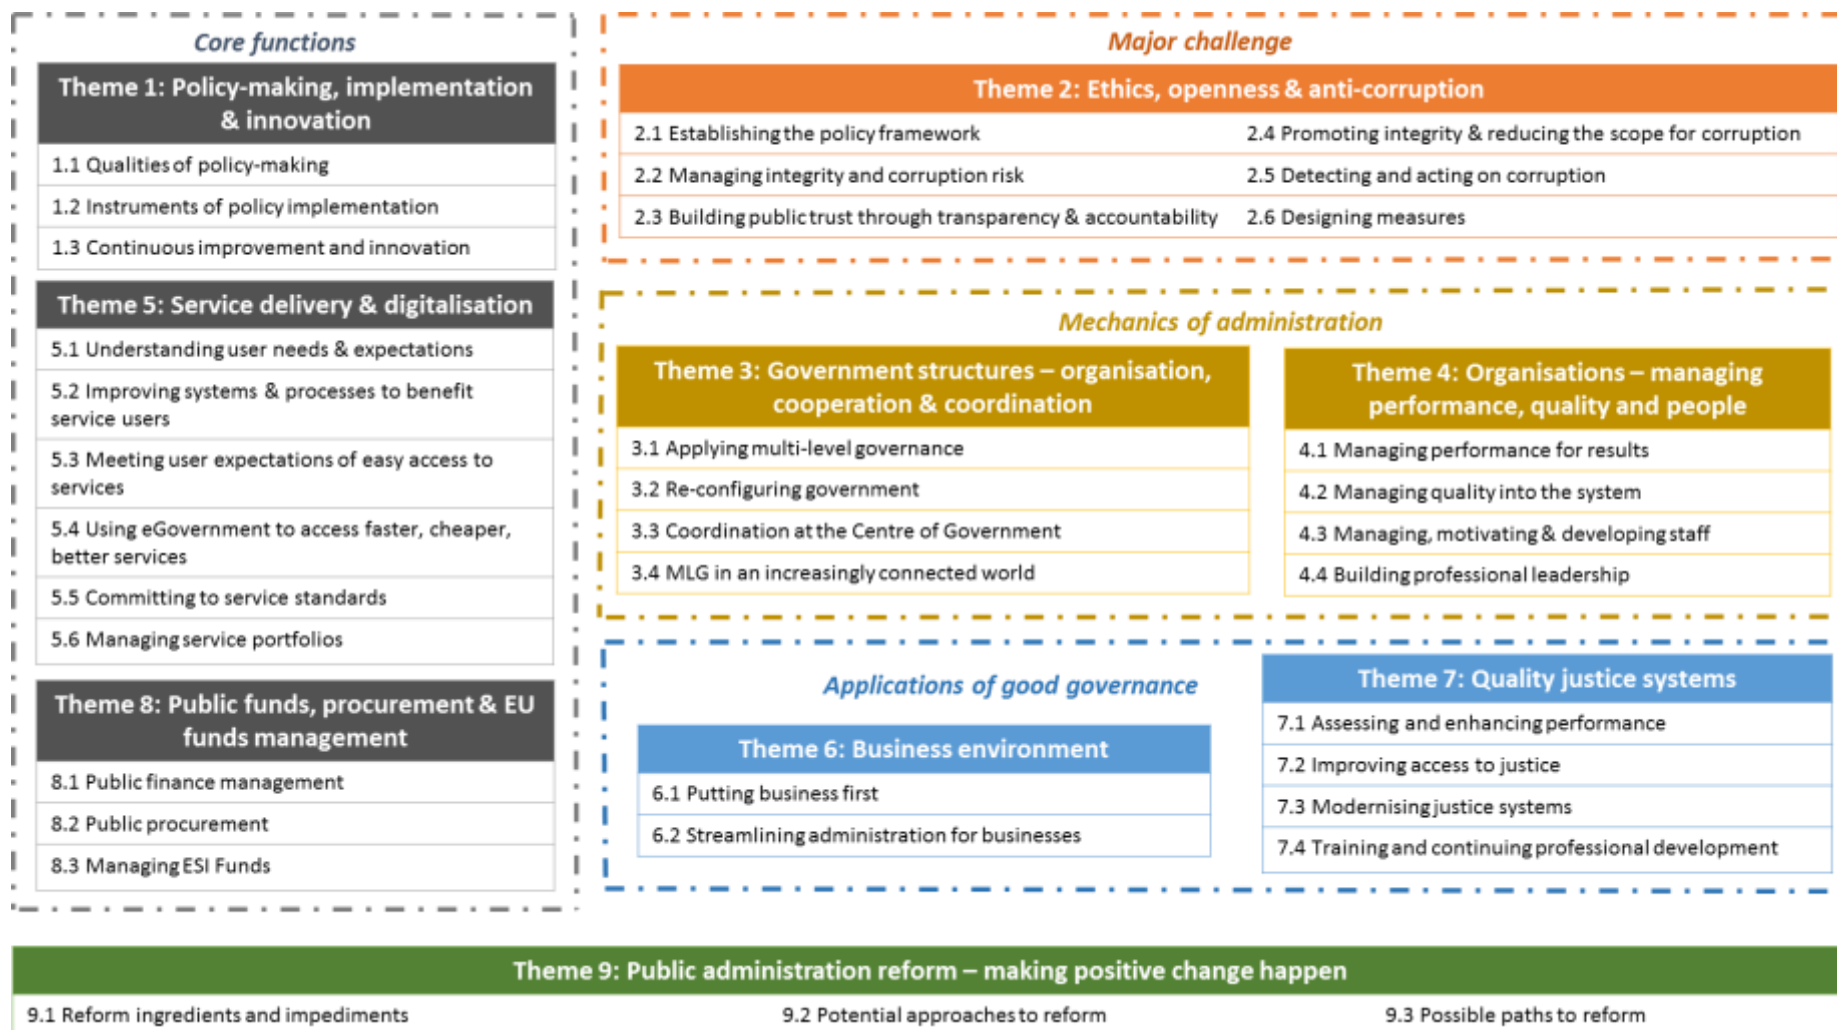 Core functions
Theme 1: Policy-making, implementation
& innovation
1.1 Qualities of policy-making
1.2 Instruments of policy implementation
1.3 Continuous improvement and innovation
Theme 5: Service delivery & digitalisation
5.1 Understanding user needs & expectations
5.2 Improving systems & processes to benefit
service users
5.3 Meeting user expectations of easy access to
services
5.4 Using eGovernment to access faster, cheaper,
better services
5.5 Committing to service standards
5.6 Managing service portfolios
Theme 8: Public funds, procurement & EU
funds management
8.1 Public finance management
8.2 Public procurement
8.3 Managing ESI Funds
Major challenge
Theme 2: Ethics, openness & anti-corruption
2.1 Establishing the policy framework
2.2 Managing integrity and corruption risk
2.3 Building public trust through transparency & accountability
2.4 Promoting integrity & reducing the scope for corruption
2.5 Detecting and acting on corruption
2.6 Designing measures
Mechanics of administration
Theme 3: Government structures – organisation,
cooperation & coordination
3.1 Applying multi-level governance
3.2 Re-configuring government
3.3 Coordination at the Centre of Government
3.4 MLG in an increasingly connected world
Theme 4: Organisations – managing
performance, quality and people
4.1 Managing performance for results
4.2 Managing quality into the system
4.3 Managing, motivating & developing staff
4.4 Building professional leadership
Applications of good governance
Theme 6: Business environment
6.1 Putting business first
6.2 Streamlining administration for businesses
Theme 7: Quality justice systems
7.1 Assessing and enhancing performance
7.2 Improving access to justice
7.3 Modernising justice systems
7.4 Training and continuing professional development
Theme 9: Public administration reform – making positive change happen
9.1 Reform ingredients and impediments
9.2 Potential approaches to reform
9.3 Possible paths to reform